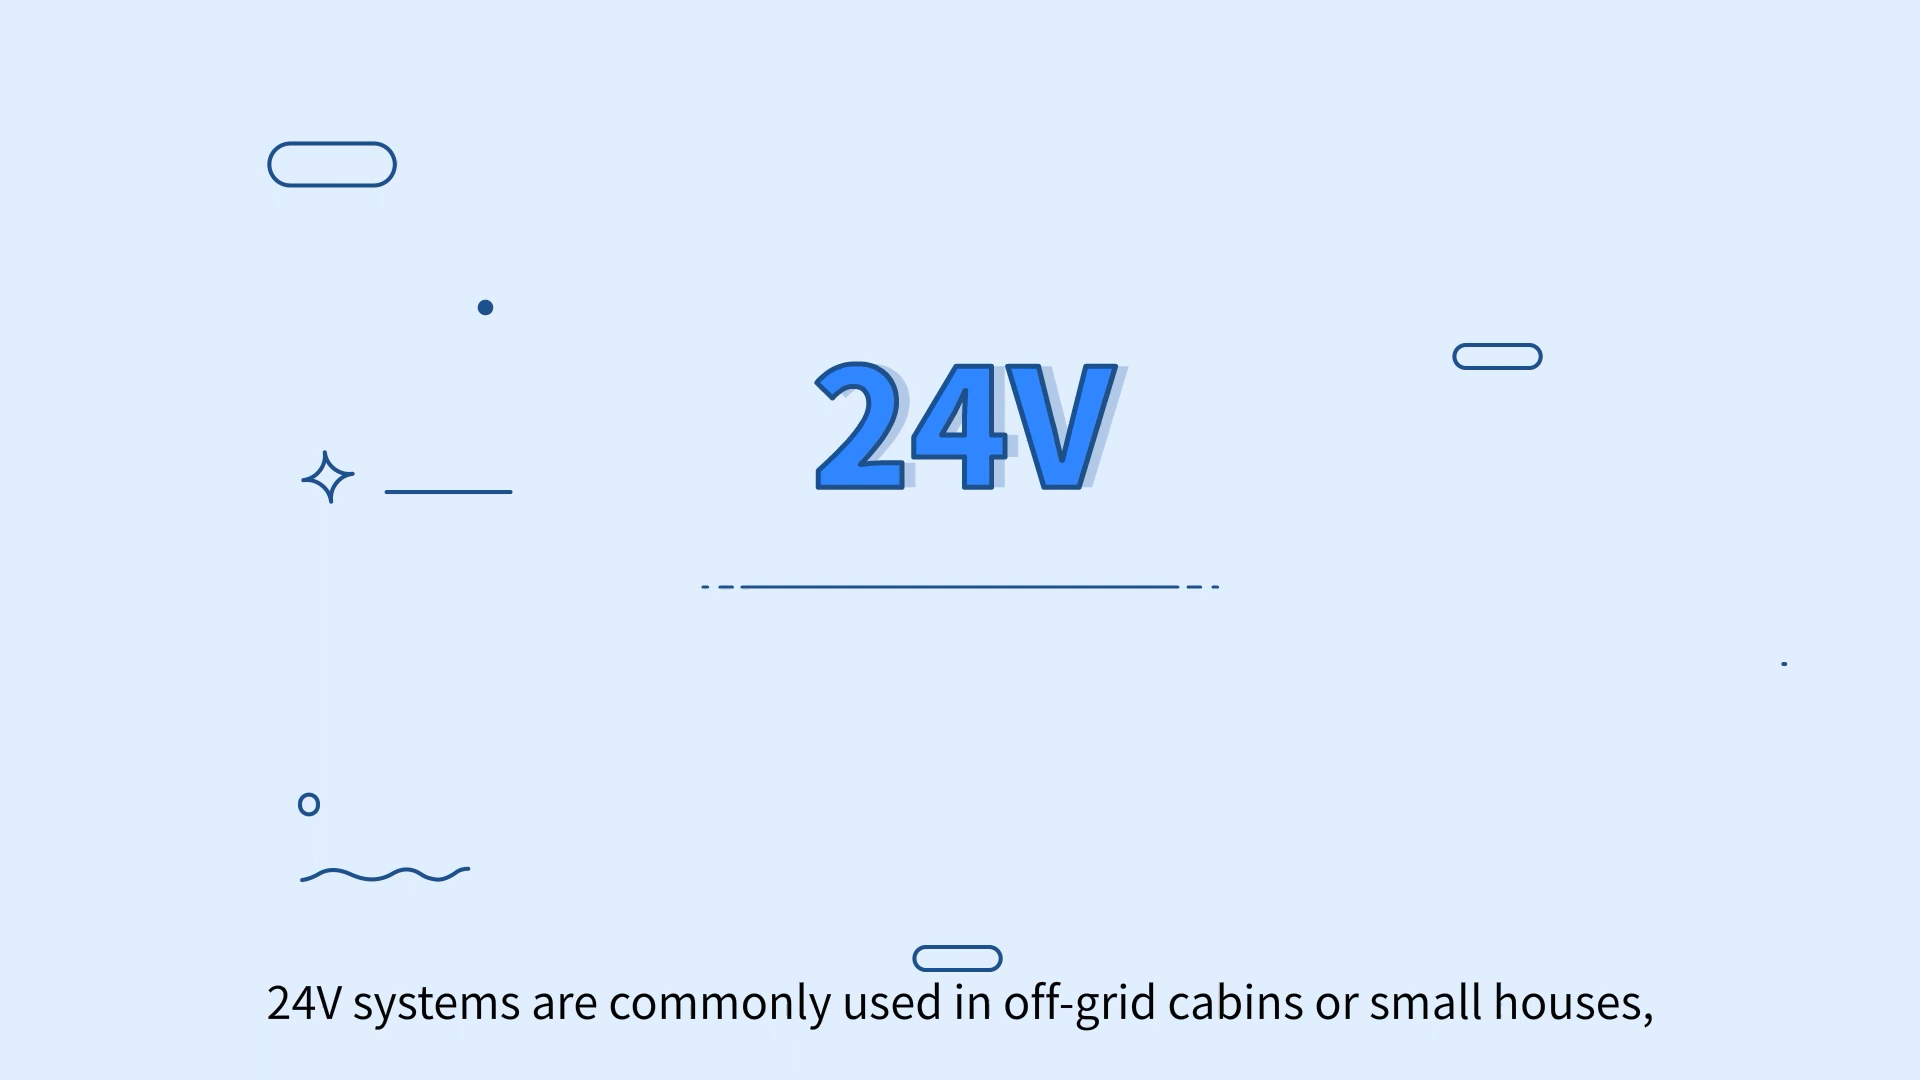 24V
24V systems are commonly used in off-grid cabins or small houses,